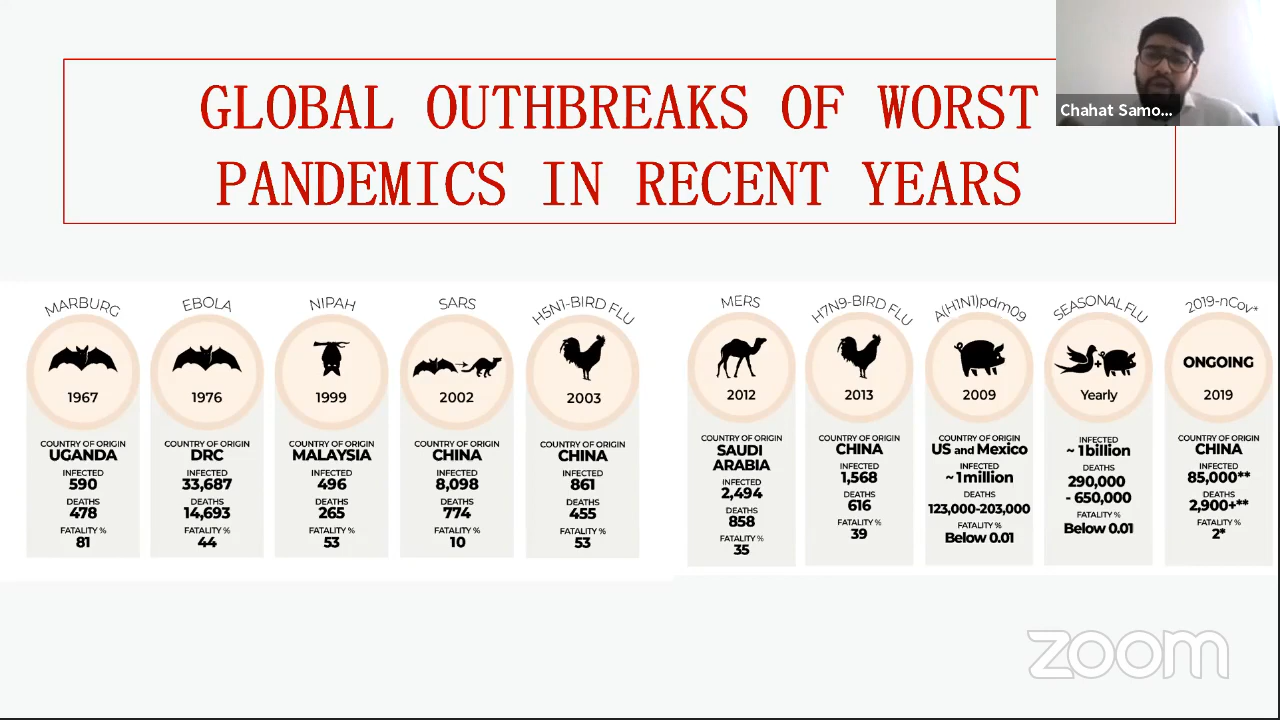 GLOBAL OUTHBREAKS OF WORST
PANDEMICS IN RECENT YEARS
Chahat Samo...
MARBURG
1967
COUNTRY OF ORIGIN
UGANDA
INFECTED
590
DEATHS
478
FATALITY %
81
EBOLA
1976
COUNTRY OF ORIGIN
DRC
INFECTED
33,687
DEATHS
14,693
FATALITY %
44
NIPAH
1999
COUNTRY OF ORIGIN
MALAYSIA
INFECTED
496
DEATHS
265
FATALITY %
53
SARS
2002
COUNTRY OF ORIGIN
CHINA
INFECTED
8,098
DEATHS
774
FATALITY %
10
H5N1-BIRD FLU
2003
COUNTRY OF ORIGIN
CHINA
INFECTED
861
DEATHS
455
FATALITY %
53
MERS
2012
COUNTRY OF ORIGIN
SAUDI
ARABIA
INFECTED
2,494
DEATHS
858
FATALITY %
35
H7N9-BIRD FLU
2013
COUNTRY OF ORIGIN
CHINA
INFECTED
1,568
DEATHS
616
FATALITY %
39
A(H1N1)pdm09
2009
COUNTRY OF ORIGIN
US and Mexico
INFECTED
~ 1 million
DEATHS
123,000-203,000
FATALITY %
Below 0.01
SEASONAL FLU
Yearly
INFECTED
~ 1 billion
DEATHS
290,000
- 650,000
FATALITY %
Below 0.01
2019-nCov*
ONGOING
2019
COUNTRY OF ORIGIN
CHINA
INFECTED
85,000**
DEATHS
2,900+**
FATALITY %
2*
zoom